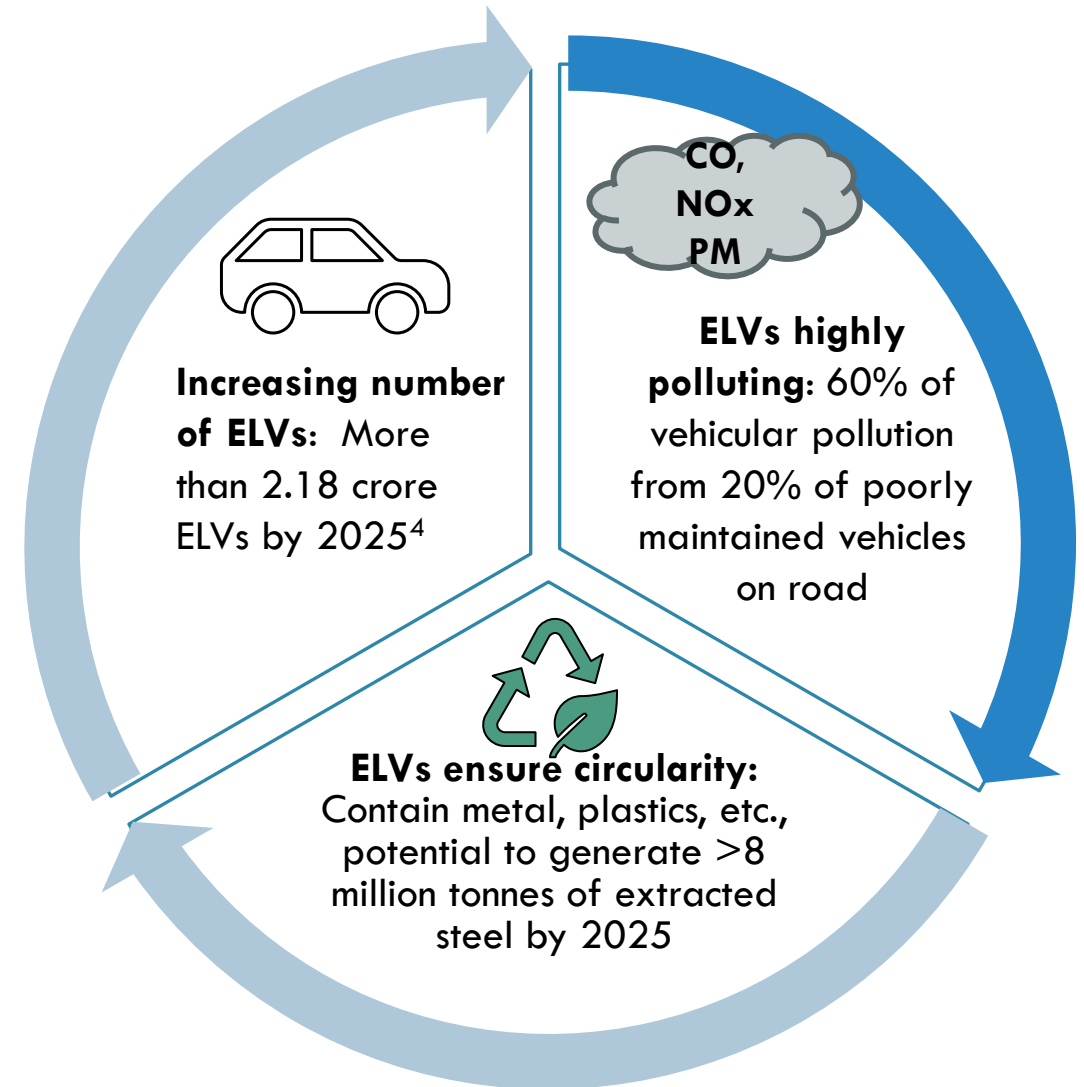 CO,
NOx
PM
Increasing number
of ELVs:  More
than 2.18 crore
ELVs by 2025⁴
ELVs highly
polluting: 60% of
vehicular pollution
from 20% of poorly
maintained vehicles
on road
ELVs ensure circularity:
Contain metal, plastics, etc.,
potential to generate >8
million tonnes of extracted
steel by 2025